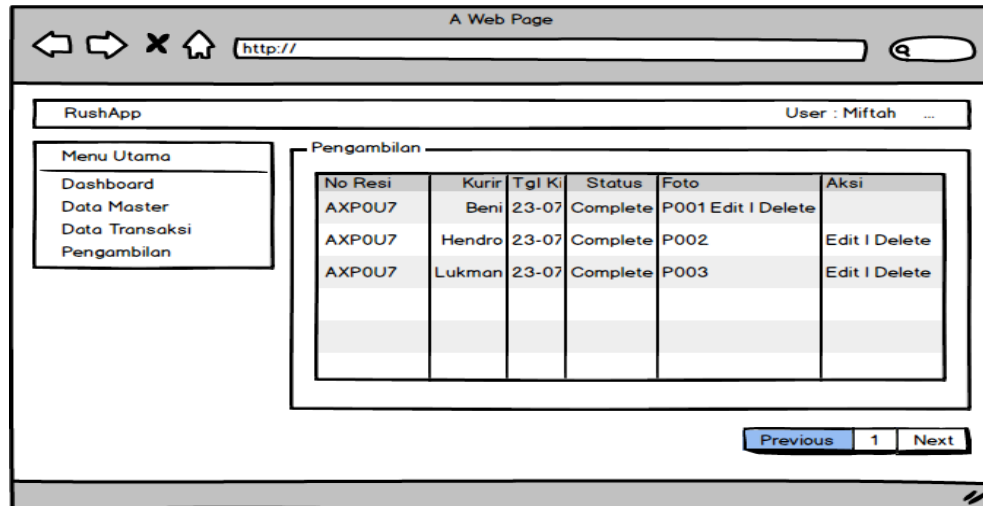 A Web Page
http://
RushApp User : Miftah ...
Menu Utama
Dashboard
Data Master
Data Transaksi
Pengambilan
Pengambilan
No Resi Kurir Tgl Ki Status Foto Aksi
AXP0U7 Beni 23-07 Complete P001 Edit | Delete
AXP0U7 Hendro 23-07 Complete P002 Edit | Delete
AXP0U7 Lukman 23-07 Complete P003 Edit | Delete
Previous 1 Next